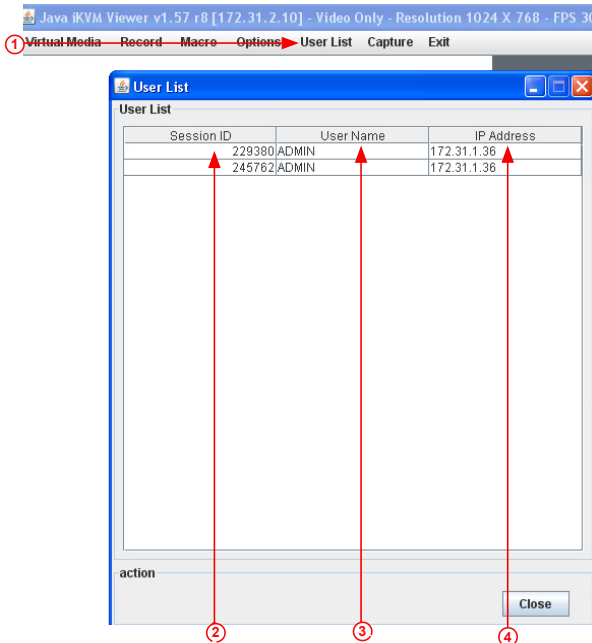 Java iKVM Viewer v1.57 r8 [172.31.2.10] - Video Only - Resolution 1024 X 768 - FPS 30
1 Virtual Media Record Macro Options User List Capture Exit
User List
User List
Session ID User Name IP Address
229380 ADMIN 172.31.1.36
245762 ADMIN 172.31.1.36
action
Close
2 3 4